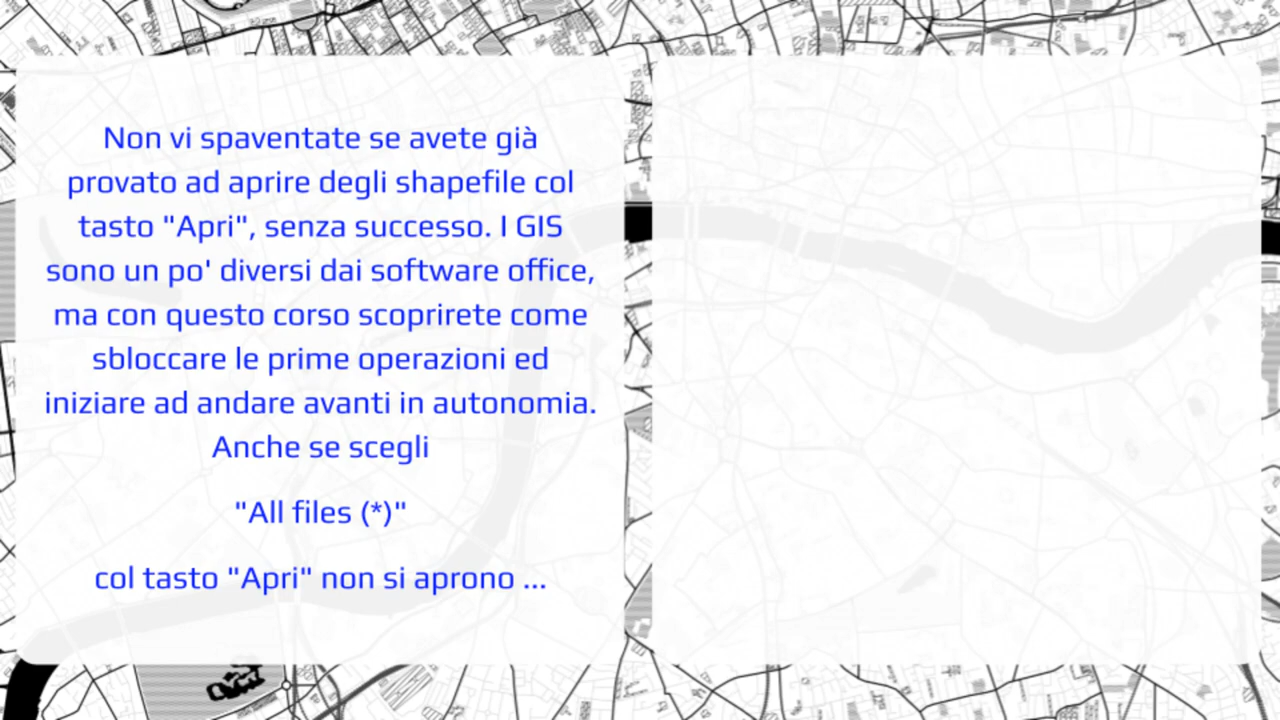 Non vi spaventate se avete già
provato ad aprire degli shapefile col
tasto "Apri", senza successo. I GIS
sono un po' diversi dai software office,
ma con questo corso scoprirete come
sbloccare le prime operazioni ed
iniziare ad andare avanti in autonomia.
Anche se scegli
"All files (*)"
col tasto "Apri" non si aprono ...